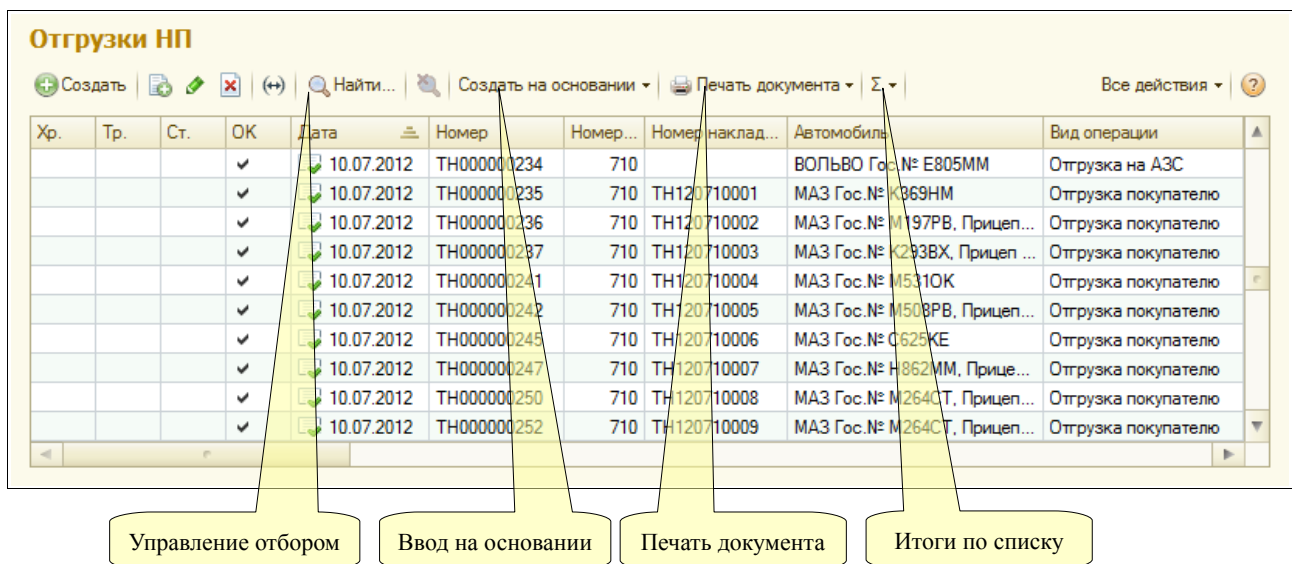 Отгрузки НП
Создать Найти... Создать на основании Печать документа Σ Все действия ?
Хр. Тр. Ст. ОК Дата Номер Номер... Номер наклад... Автомобиль Вид операции
10.07.2012 ТН000000234 710 ВОЛЬВО Гос.№ Е805ММ Отгрузка на АЗС
10.07.2012 ТН000000235 710 ТН120710001 МАЗ Гос.№ К369НМ Отгрузка покупателю
10.07.2012 ТН000000236 710 ТН120710002 МАЗ Гос.№ М197РВ, Прицеп... Отгрузка покупателю
10.07.2012 ТН000000237 710 ТН120710003 МАЗ Гос.№ К293ВХ, Прицеп ... Отгрузка покупателю
10.07.2012 ТН000000241 710 ТН120710004 МАЗ Гос.№ М531ОК Отгрузка покупателю
10.07.2012 ТН000000242 710 ТН120710005 МАЗ Гос.№ М508РВ, Прицеп... Отгрузка покупателю
10.07.2012 ТН000000245 710 ТН120710006 МАЗ Гос.№ С625КЕ Отгрузка покупателю
10.07.2012 ТН000000247 710 ТН120710007 МАЗ Гос.№ Н862ММ, Прице... Отгрузка покупателю
10.07.2012 ТН000000250 710 ТН120710008 МАЗ Гос.№ М264СТ, Прицеп... Отгрузка покупателю
10.07.2012 ТН000000252 710 ТН120710009 МАЗ Гос.№ М264СТ, Прицеп... Отгрузка покупателю
Управление отбором Ввод на основании Печать документа Итоги по списку